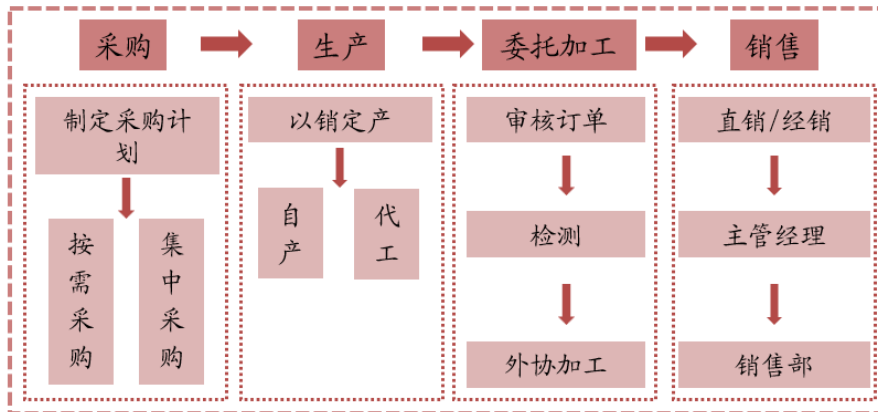 采购
生产
委托加工
销售
制定采购计
划
按需采购
集中采购
以销定产
自产
代工
审核订单
检测
外协加工
直销/经销
主管经理
销售部